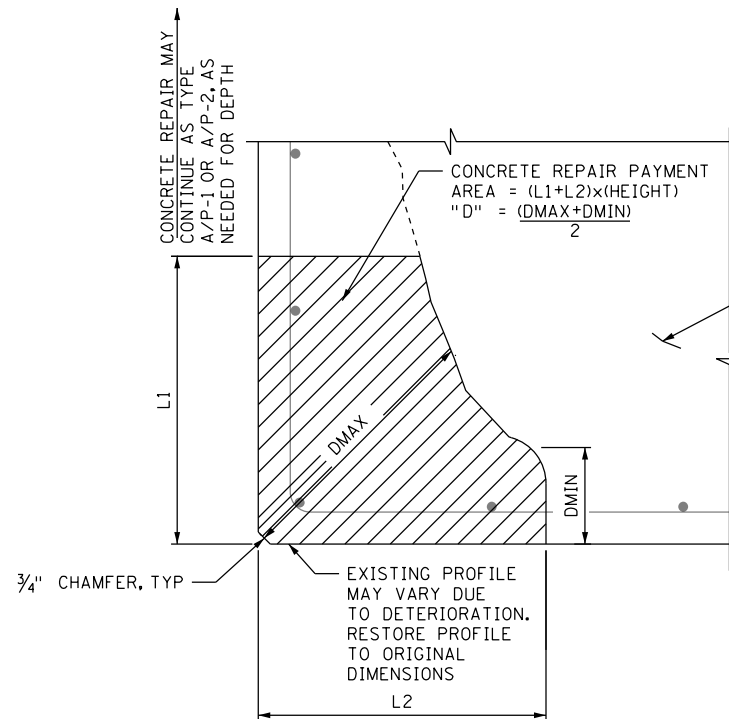 CONCRETE REPAIR MAY
CONTINUE AS TYPE
A/P-1 OR A/P-2, AS
NEEDED FOR DEPTH
CONCRETE REPAIR PAYMENT
AREA = (L1+L2)x(HEIGHT)
"D" = (DMAX+DMIN)
2
L1
DMAX
DMIN
3/4" CHAMFER, TYP
EXISTING PROFILE
MAY VARY DUE
TO DETERIORATION.
RESTORE PROFILE
TO ORIGINAL
DIMENSIONS
L2